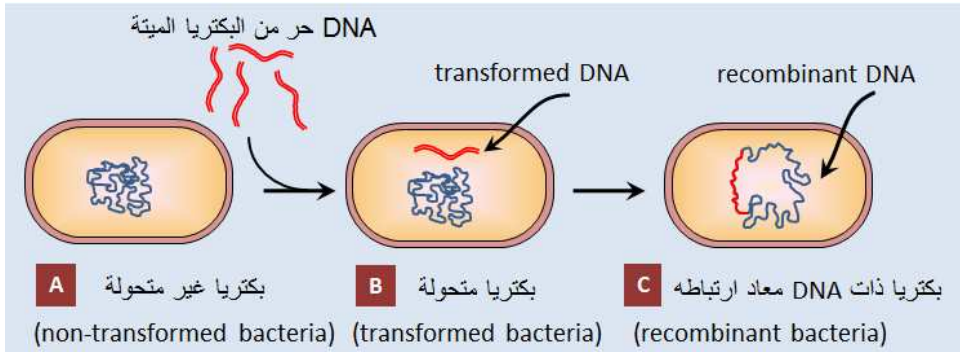 DNA حر من البكتريا الميتة
transformed DNA
recombinant DNA
A
بكتريا غير متحولة
(non-transformed bacteria)
B
بكتريا متحولة
(transformed bacteria)
C
بكتريا ذات DNA معاد ارتباطه
(recombinant bacteria)